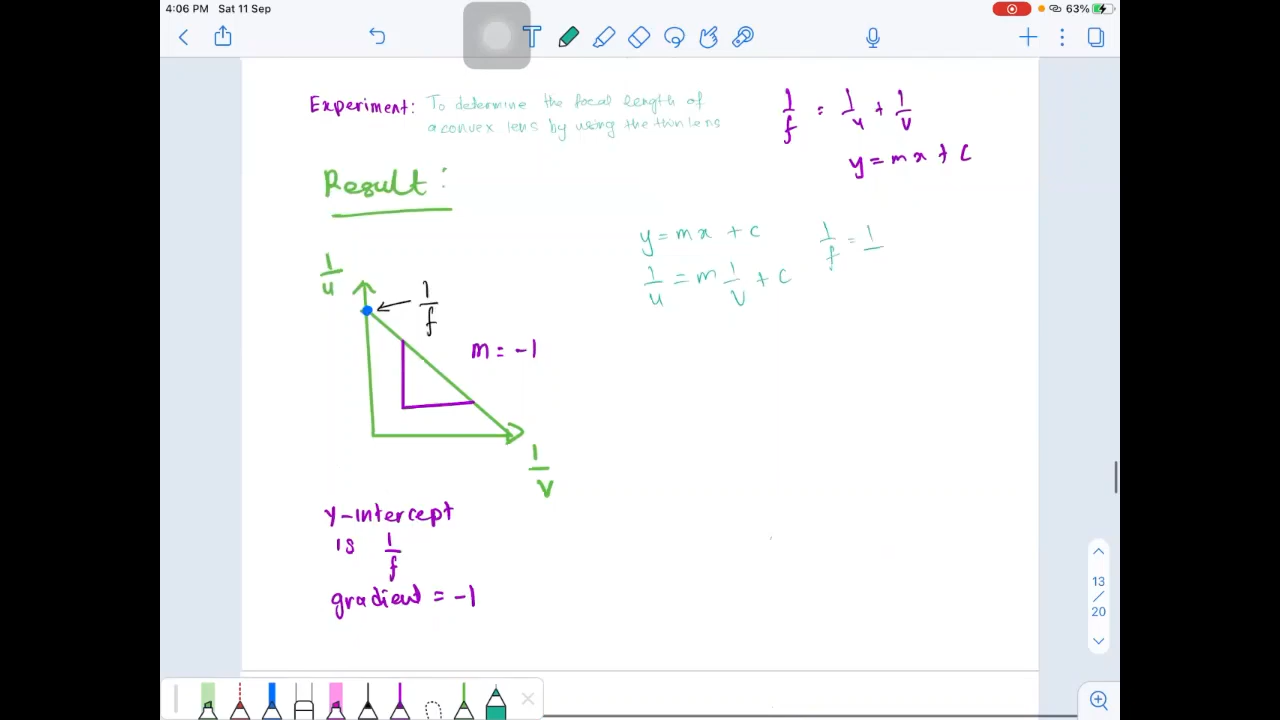 4:06 PM Sat 11 Sep
63%
T
Experiment: To determine the focal length of
a convex lens by using the thin lens
1/f = 1/u + 1/v
y = mx + c
Result:
y = mx + c
1/f = 1/
1/u = m 1/v + c
1/u
1/f
m = -1
1/v
y-intercept
is 1/f
gradient = -1
13
/
20